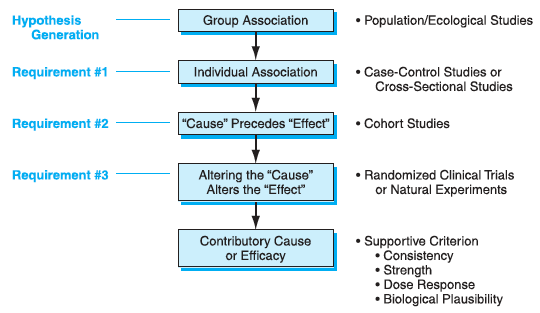 Hypothesis
Generation
Group Association
• Population/Ecological Studies
Requirement #1
Individual Association
• Case-Control Studies or
Cross-Sectional Studies
Requirement #2
“Cause” Precedes “Effect”
• Cohort Studies
Requirement #3
Altering the “Cause”
Alters the “Effect”
• Randomized Clinical Trials
or Natural Experiments
Contributory Cause
or Efficacy
• Supportive Criterion
• Consistency
• Strength
• Dose Response
• Biological Plausibility